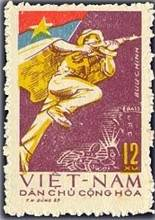 BƯU CHÍNH
12
XU
VIỆT-NAM
DÂN CHỦ CỘNG HÒA